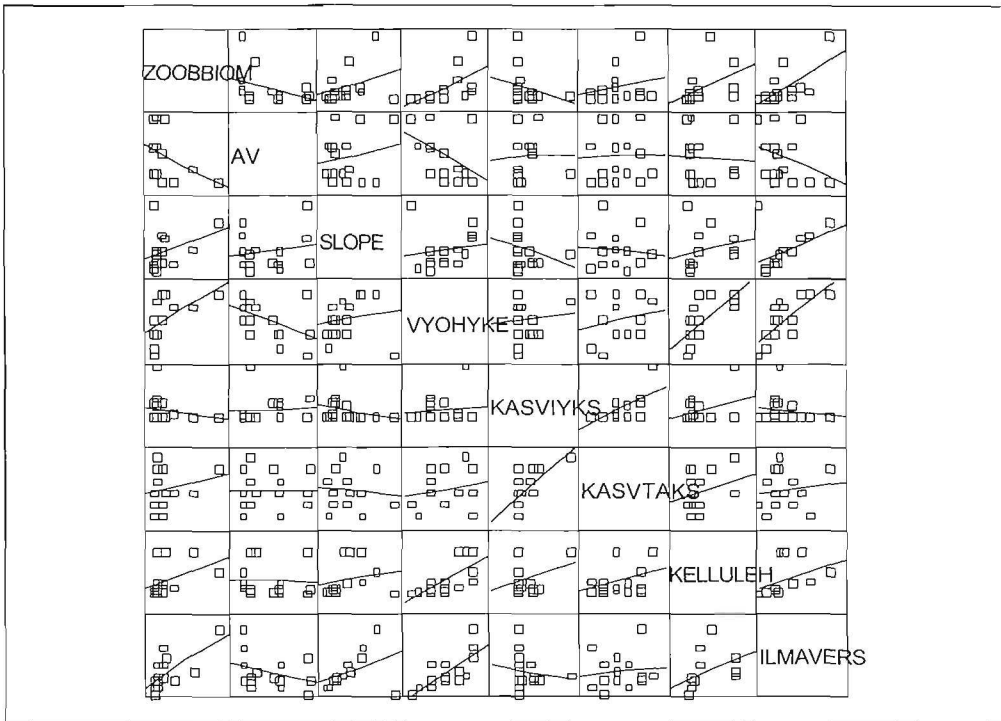 ZOOBBIOM
AV
SLOPE
VYOHYKE
KASVIYKS
KASVTAKS
KELLULEH
ILMAVERS